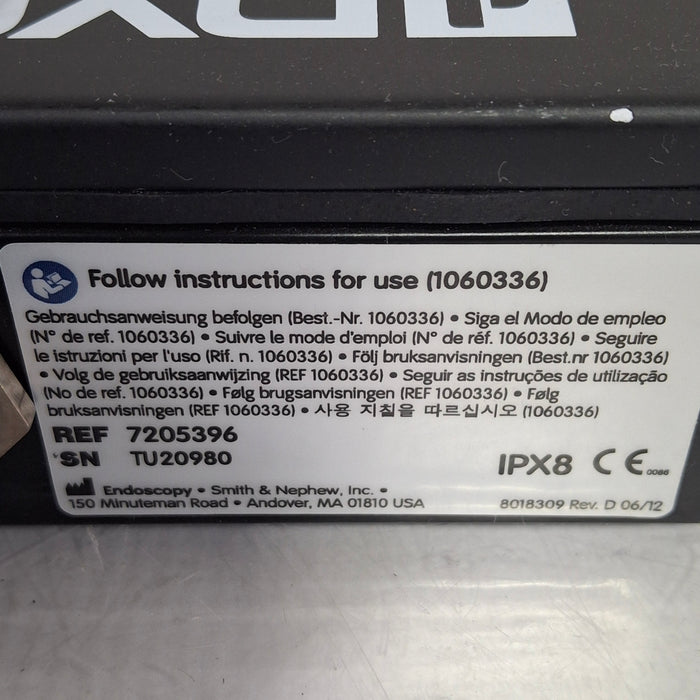 Follow instructions for use (1060336)
Gebrauchsanweisung befolgen (Best.-Nr. 1060336) • Siga el Modo de empleo
(N° de ref. 1060336) • Suivre le mode d'emploi (N° de réf. 1060336) • Seguire
le istruzioni per l'uso (Rif. n. 1060336) • Följ bruksanvisningen (Best.nr 1060336)
• Volg de gebruiksaanwijzing (REF 1060336) • Seguir as instruções de utilização
(No de ref. 1060336) • Følg brugsanvisningen (REF 1060336) • Følg
bruksanvisningen (REF 1060336) • 사용 지침을 따르십시오 (1060336)
REF 7205396
SN TU20980
IPX8 CE 0086
Endoscopy • Smith & Nephew, Inc. •
150 Minuteman Road • Andover, MA 01810 USA
8018309 Rev. D 06/12